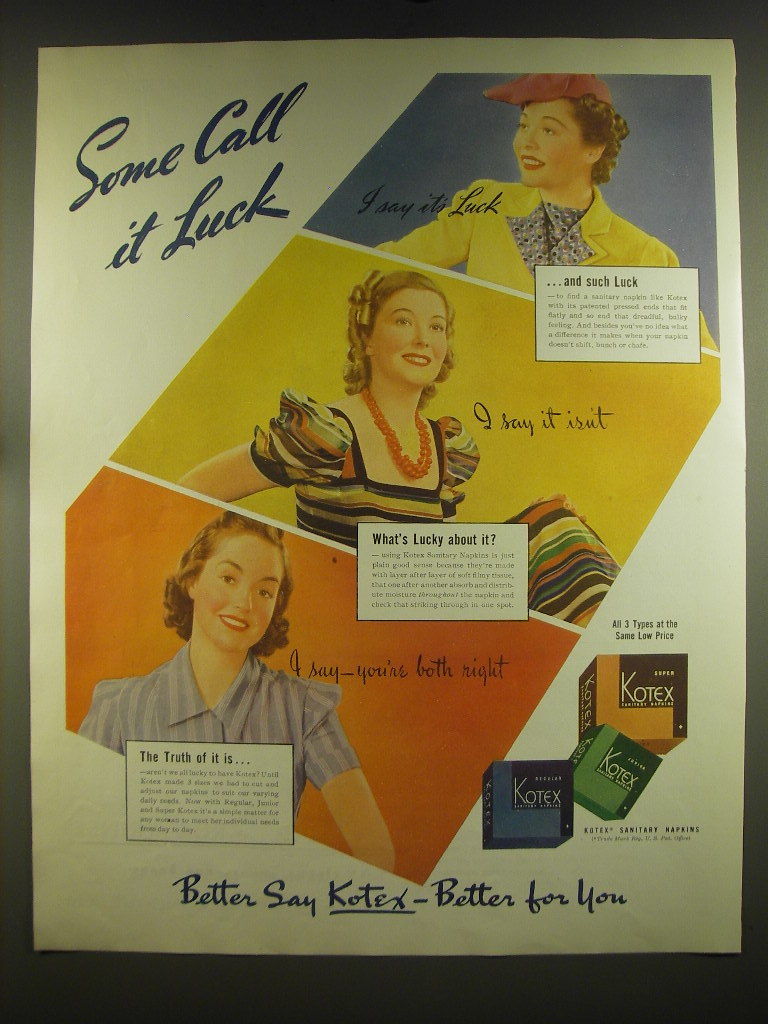 Some Call
it Luck
I say it's Luck
...and such Luck
—to find a sanitary napkin like Kotex
with its patented pressed ends that fit
flatly and so end that dreadful, bulky
feeling. And besides you've no idea what
a difference it makes when your napkin
doesn't shift, bunch or chafe.
I say it isn't
What's Lucky about it?
—using Kotex Sanitary Napkins is just
plain good sense because they're made
with layer after layer of soft filmy tissue,
that one after another absorb and distrib-
ute moisture throughout the napkin and
check that striking through in one spot.
I say—you're both right
The Truth of it is...
—aren't we all lucky to have Kotex? Until
Kotex made 3 sizes we had to cut and
adjust our napkins to suit our varying
daily needs. Now with Regular, Junior
and Super Kotex it's a simple matter for
any woman to meet her individual needs
from day to day.
All 3 Types at the
Same Low Price
SUPER
KOTEX
SANITARY NAPKINS
KOTEX
JUNIOR
KOTEX
SANITARY NAPKINS
REGULAR
KOTEX
SANITARY NAPKINS
KOTEX
KOTEX* SANITARY NAPKINS
(*Trade Mark Reg. U. S. Pat. Office)
Better Say Kotex—Better for You